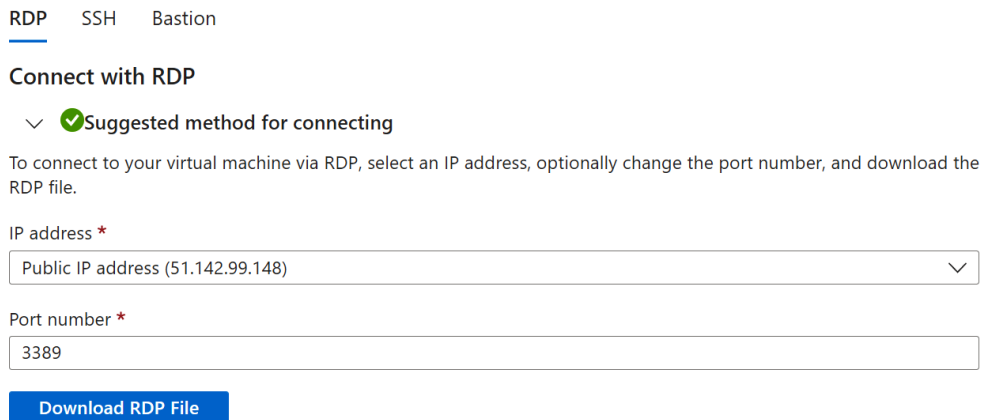 RDP SSH Bastion
Connect with RDP
Suggested method for connecting
To connect to your virtual machine via RDP, select an IP address, optionally change the port number, and download the
RDP file.
IP address *
Public IP address (51.142.99.148)
Port number *
3389
Download RDP File